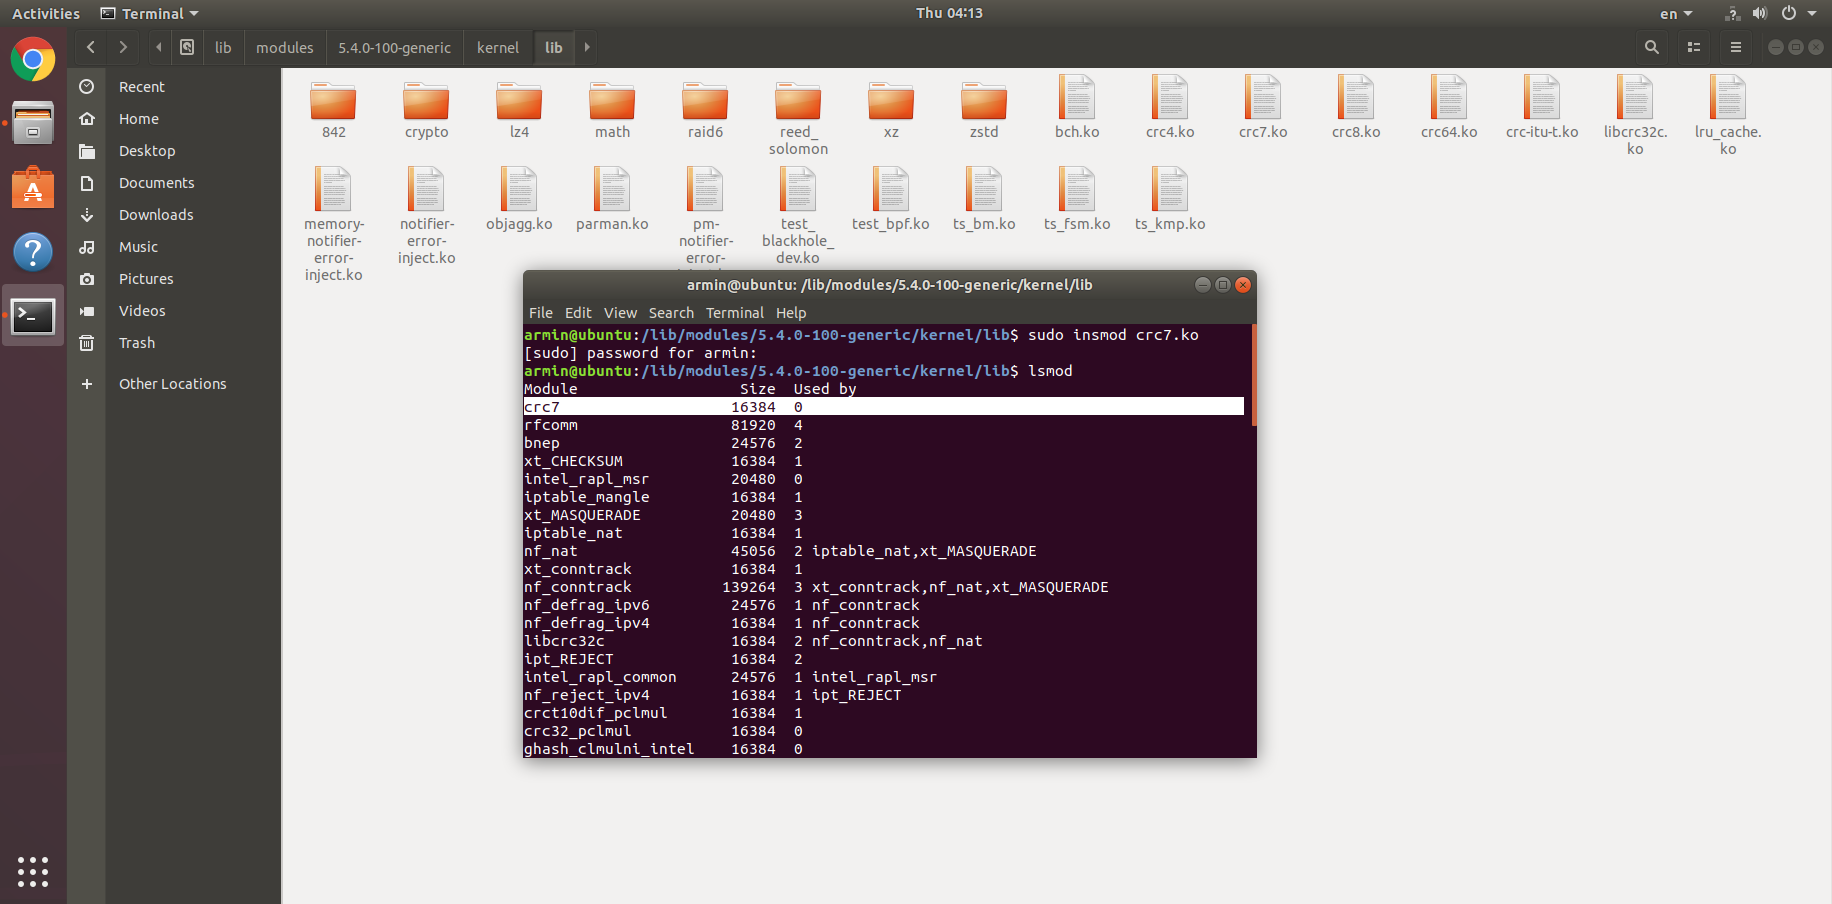 Activities
Terminal
Thu 04:13
en
lib
modules
5.4.0-100-generic
kernel
lib
Recent
Home
Desktop
Documents
Downloads
Music
Pictures
Videos
Trash
Other Locations
842
crypto
lz4
math
raid6
reed_
solomon
xz
zstd
bch.ko
crc4.ko
crc7.ko
crc8.ko
crc64.ko
crc-itu-t.ko
libcrc32c.
ko
lru_cache.
ko
memory-
notifier-
error-
inject.ko
notifier-
error-
inject.ko
objagg.ko
parman.ko
pm-
notifier-
error-
test_
blackhole_
dev.ko
test_bpf.ko
ts_bm.ko
ts_fsm.ko
ts_kmp.ko
armin@ubuntu: /lib/modules/5.4.0-100-generic/kernel/lib
File Edit View Search Terminal Help
armin@ubuntu:/lib/modules/5.4.0-100-generic/kernel/lib$ sudo insmod crc7.ko
[sudo] password for armin:
armin@ubuntu:/lib/modules/5.4.0-100-generic/kernel/lib$ lsmod
Module Size Used by
crc7 16384 0
rfcomm 81920 4
bnep 24576 2
xt_CHECKSUM 16384 1
intel_rapl_msr 20480 0
iptable_mangle 16384 1
xt_MASQUERADE 20480 3
iptable_nat 16384 1
nf_nat 45056 2 iptable_nat,xt_MASQUERADE
xt_conntrack 16384 1
nf_conntrack 139264 3 xt_conntrack,nf_nat,xt_MASQUERADE
nf_defrag_ipv6 24576 1 nf_conntrack
nf_defrag_ipv4 16384 1 nf_conntrack
libcrc32c 16384 2 nf_conntrack,nf_nat
ipt_REJECT 16384 2
intel_rapl_common 24576 1 intel_rapl_msr
nf_reject_ipv4 16384 1 ipt_REJECT
crct10dif_pclmul 16384 1
crc32_pclmul 16384 0
ghash_clmulni_intel 16384 0